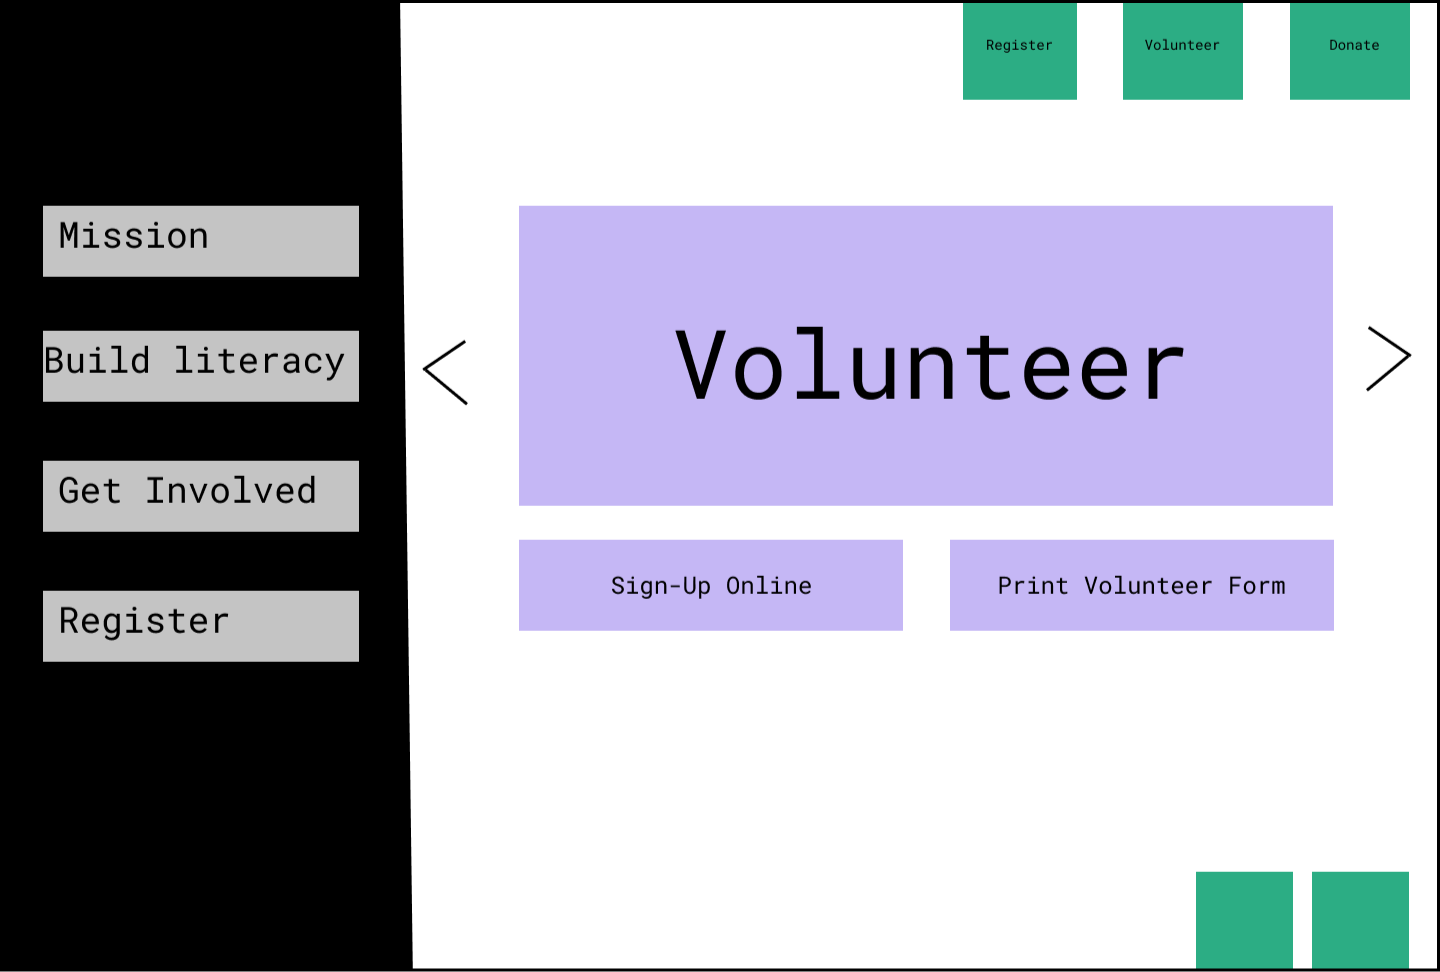 Register
Volunteer
Donate
Mission
Build literacy
Get Involved
Register
Volunteer
Sign-Up Online
Print Volunteer Form